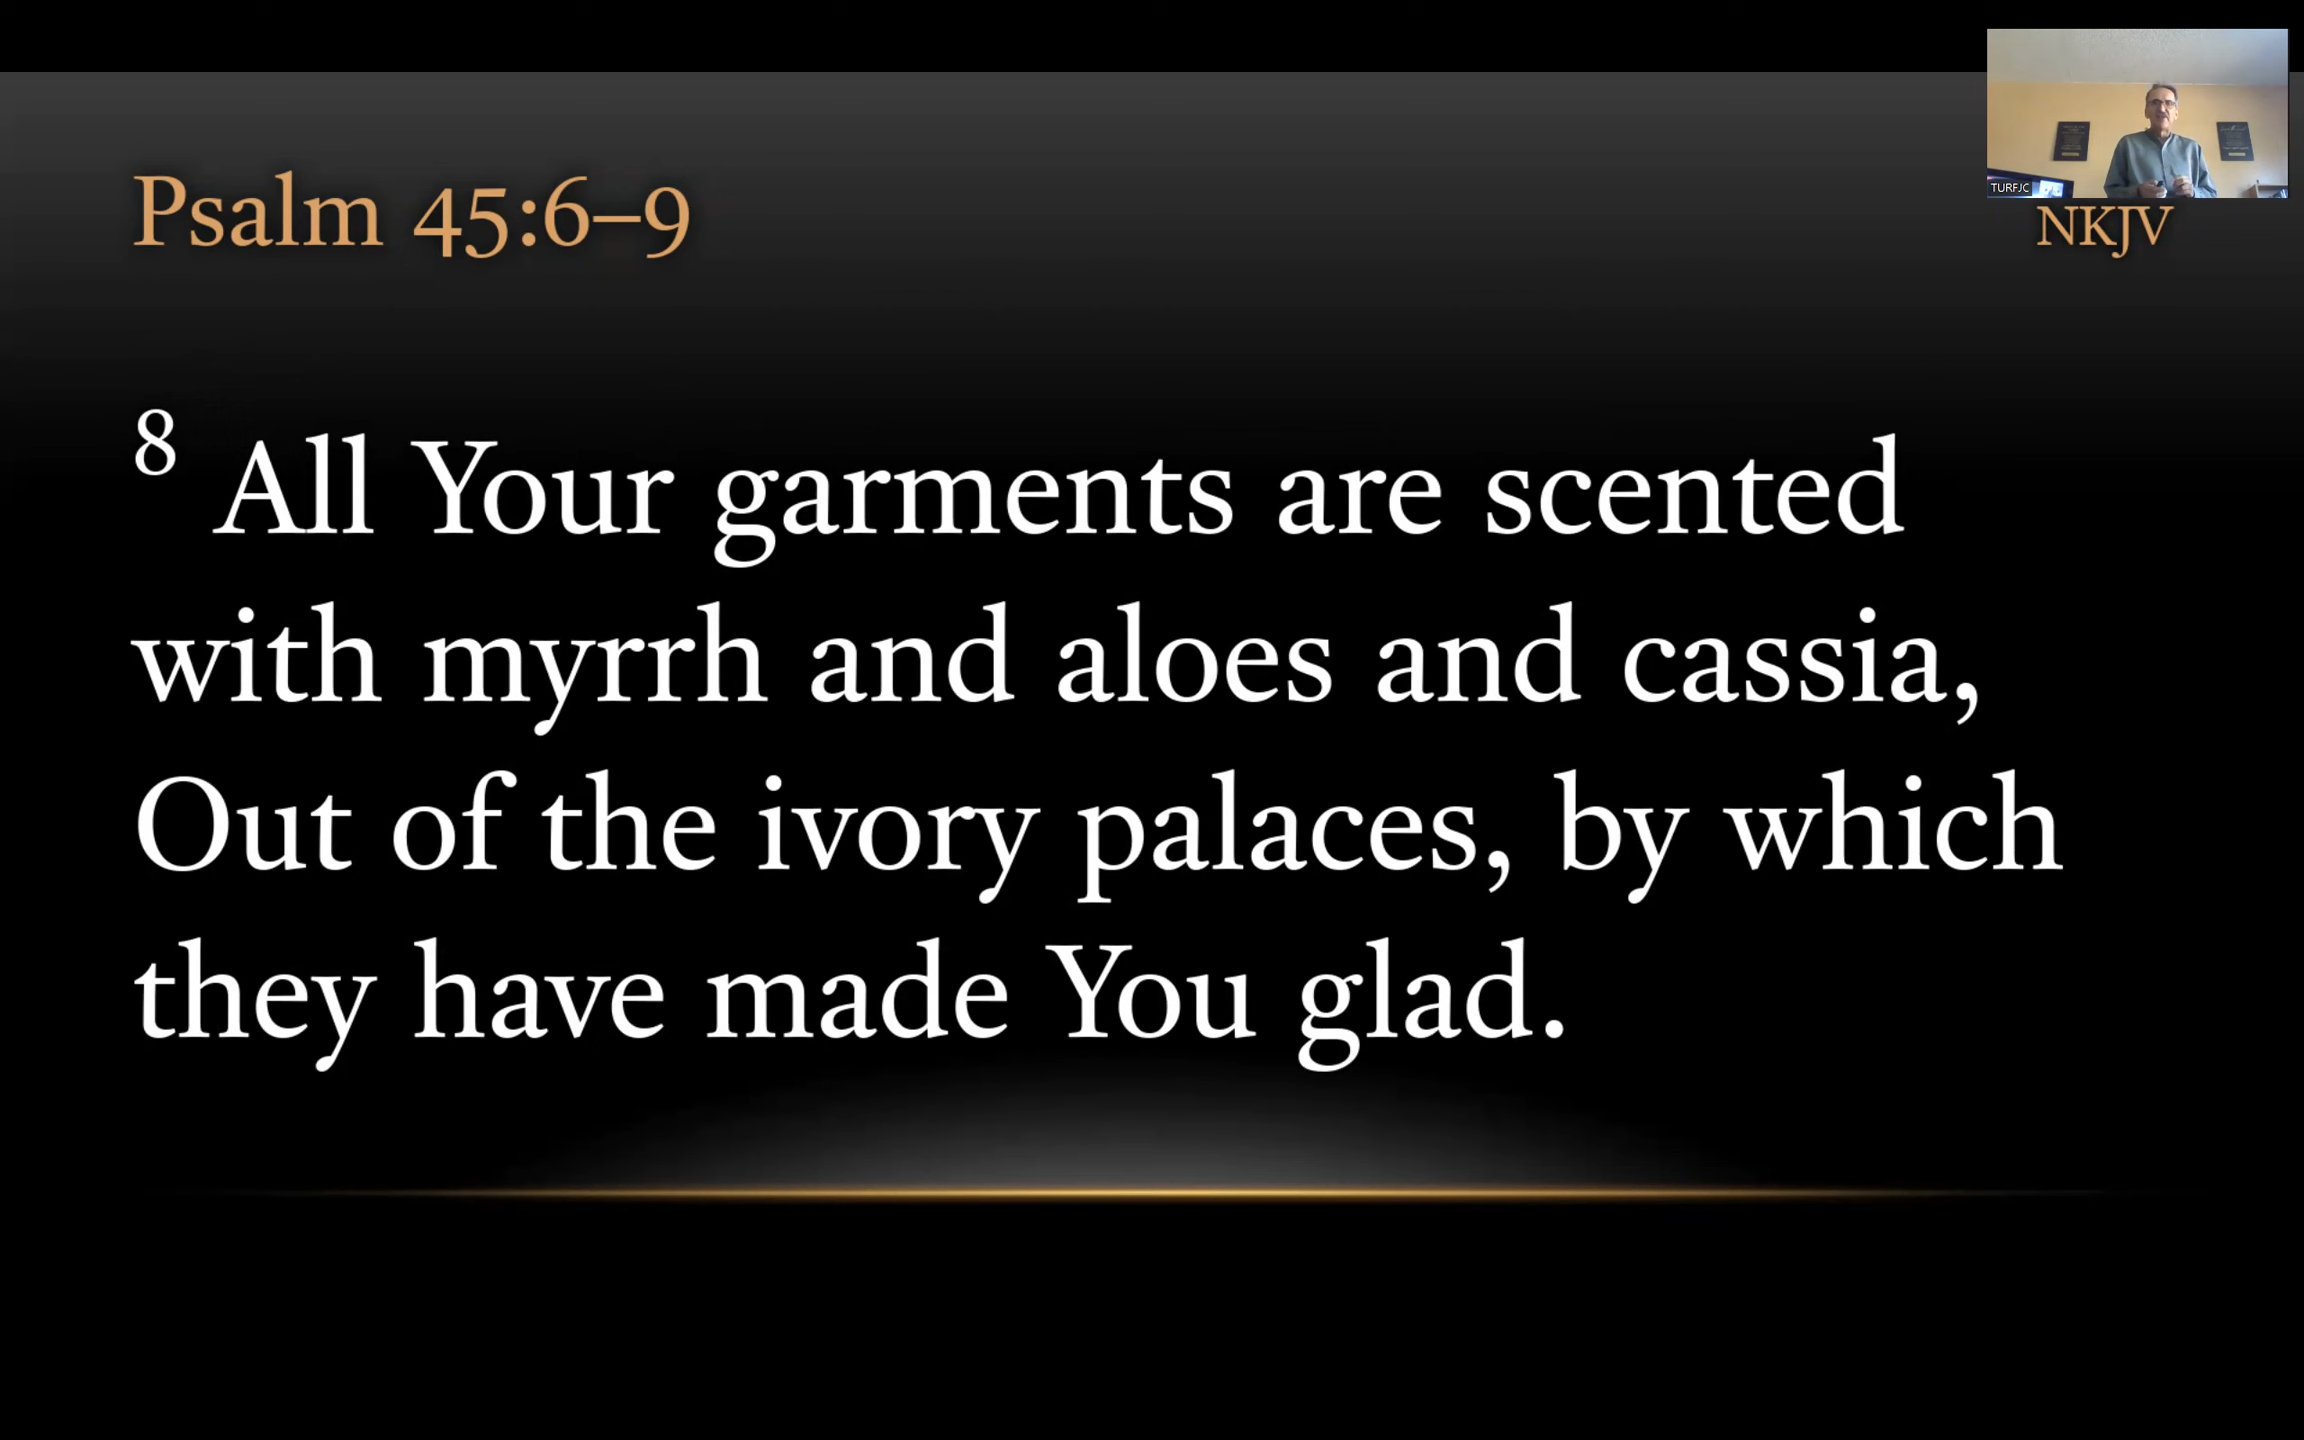 Psalm 45:6–9
TURFJC
NKJV
8 All Your garments are scented
with myrrh and aloes and cassia,
Out of the ivory palaces, by which
they have made You glad.